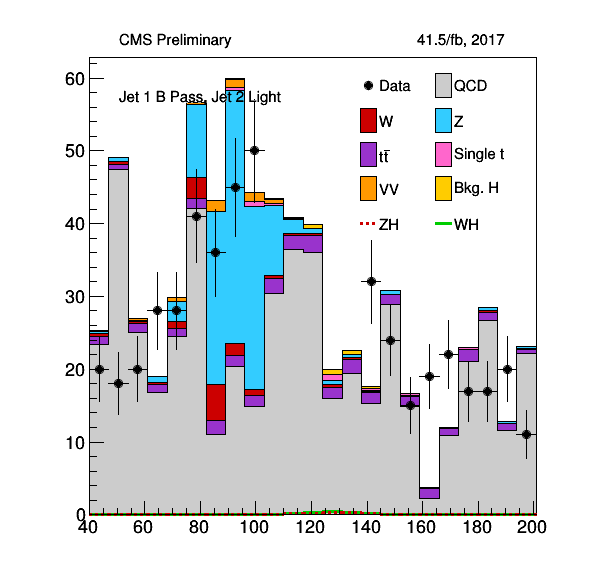 CMS Preliminary 41.5/fb, 2017
Jet 1 B Pass, Jet 2 Light
Data QCD
W Z
tt̄ Single t
VV Bkg. H
ZH WH
60
50
40
30
20
10
0
40 60 80 100 120 140 160 180 200